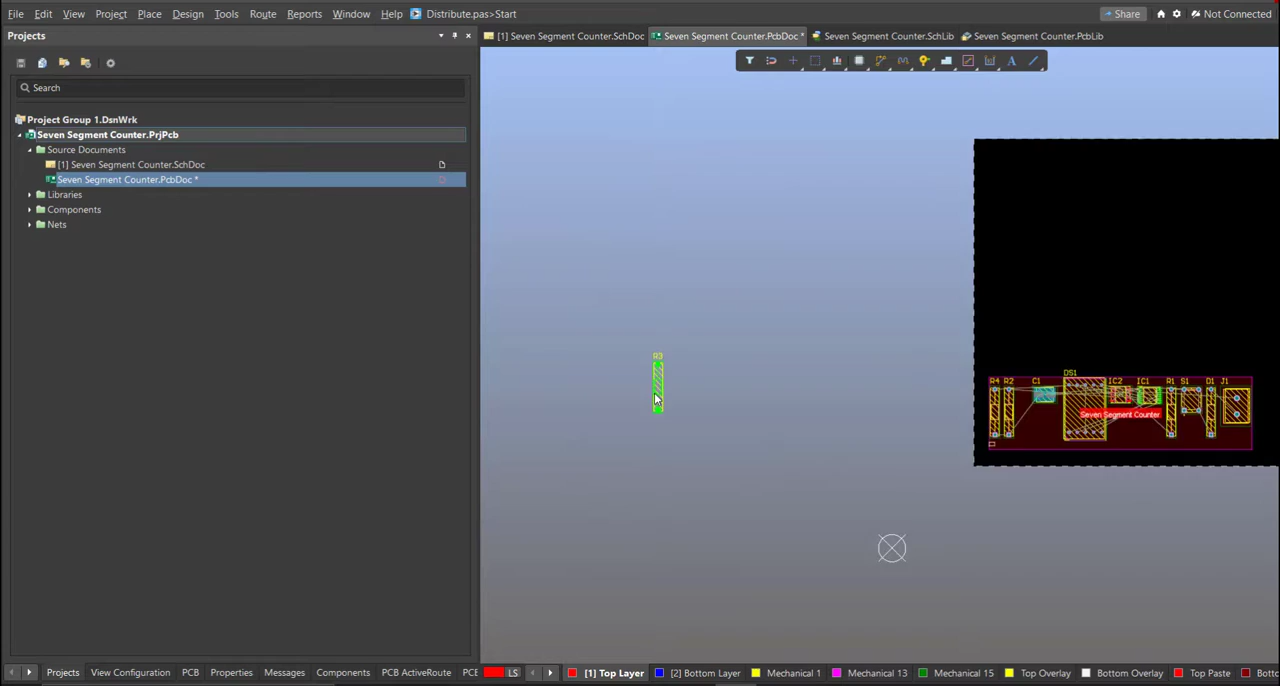 File Edit View Project Place Design Tools Route Reports Window Help Distribute.pas>Start Share Not Connected
Projects
[1] Seven Segment Counter.SchDoc Seven Segment Counter.PcbDoc * Seven Segment Counter.SchLib Seven Segment Counter.PcbLib
Search
Project Group 1.DsnWrk
Seven Segment Counter.PrjPcb
Source Documents
[1] Seven Segment Counter.SchDoc
Seven Segment Counter.PcbDoc *
Libraries
Components
Nets
R3
DS1
R4 R2 C1 IC2 IC1 R1 S1 D1 J1
Seven Segment Counter
Projects View Configuration PCB Properties Messages Components PCB ActiveRoute PCE LS [1] Top Layer [2] Bottom Layer Mechanical 1 Mechanical 13 Mechanical 15 Top Overlay Bottom Overlay Top Paste Botto